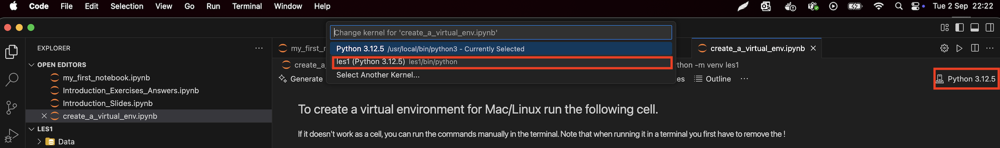 Code File Edit Selection View Go Run Terminal Window Help Tue 2 Sep 22:22
Change kernel for 'create_a_virtual_env.ipynb'
Python 3.12.5 /usr/local/bin/python3 - Currently Selected
les1 (Python 3.12.5) les1/bin/python
Select Another Kernel...
EXPLORER
OPEN EDITORS
my_first_notebook.ipynb
Introduction_Exercises_Answers.ipynb
Introduction_Slides.ipynb
create_a_virtual_env.ipynb
LES1
Data
my_first_r
create_a_virtual_env.ipynb
create_a_
thon -m venv les1
Generate
es
Outline
Python 3.12.5
To create a virtual environment for Mac/Linux run the following cell.
If it doesn't work as a cell, you can run the commands manually in the terminal. Note that when running it in a terminal you first have to remove the !